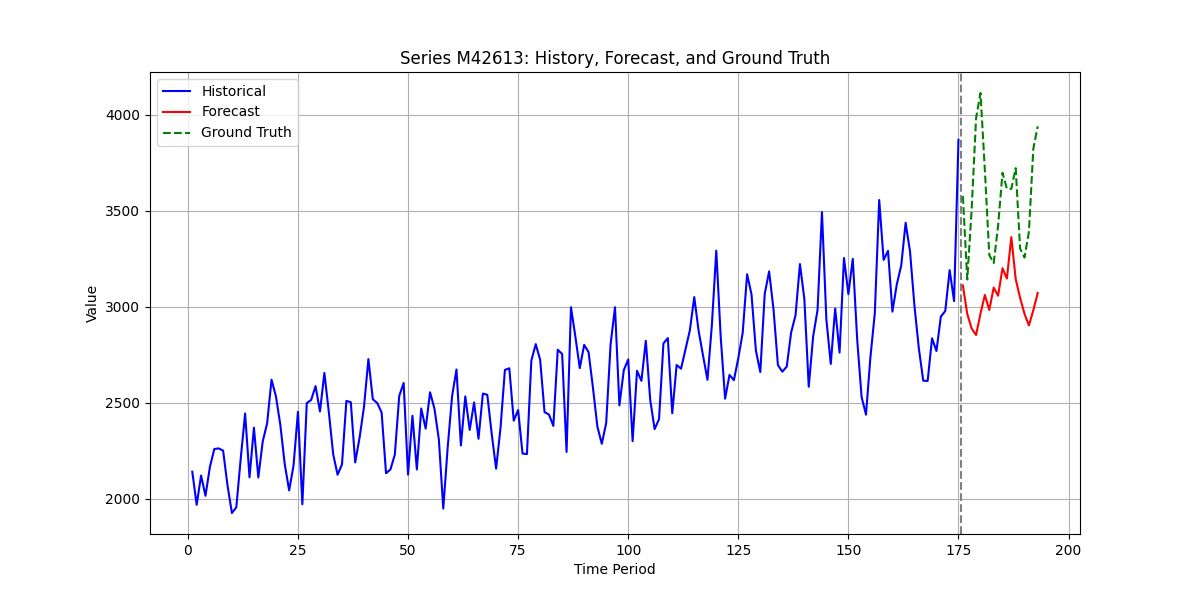 Series M42613: History, Forecast, and Ground Truth
Historical
Forecast
Ground Truth
4000
3500
3000
2500
2000
Value
0 25 50 75 100 125 150 175 200
Time Period